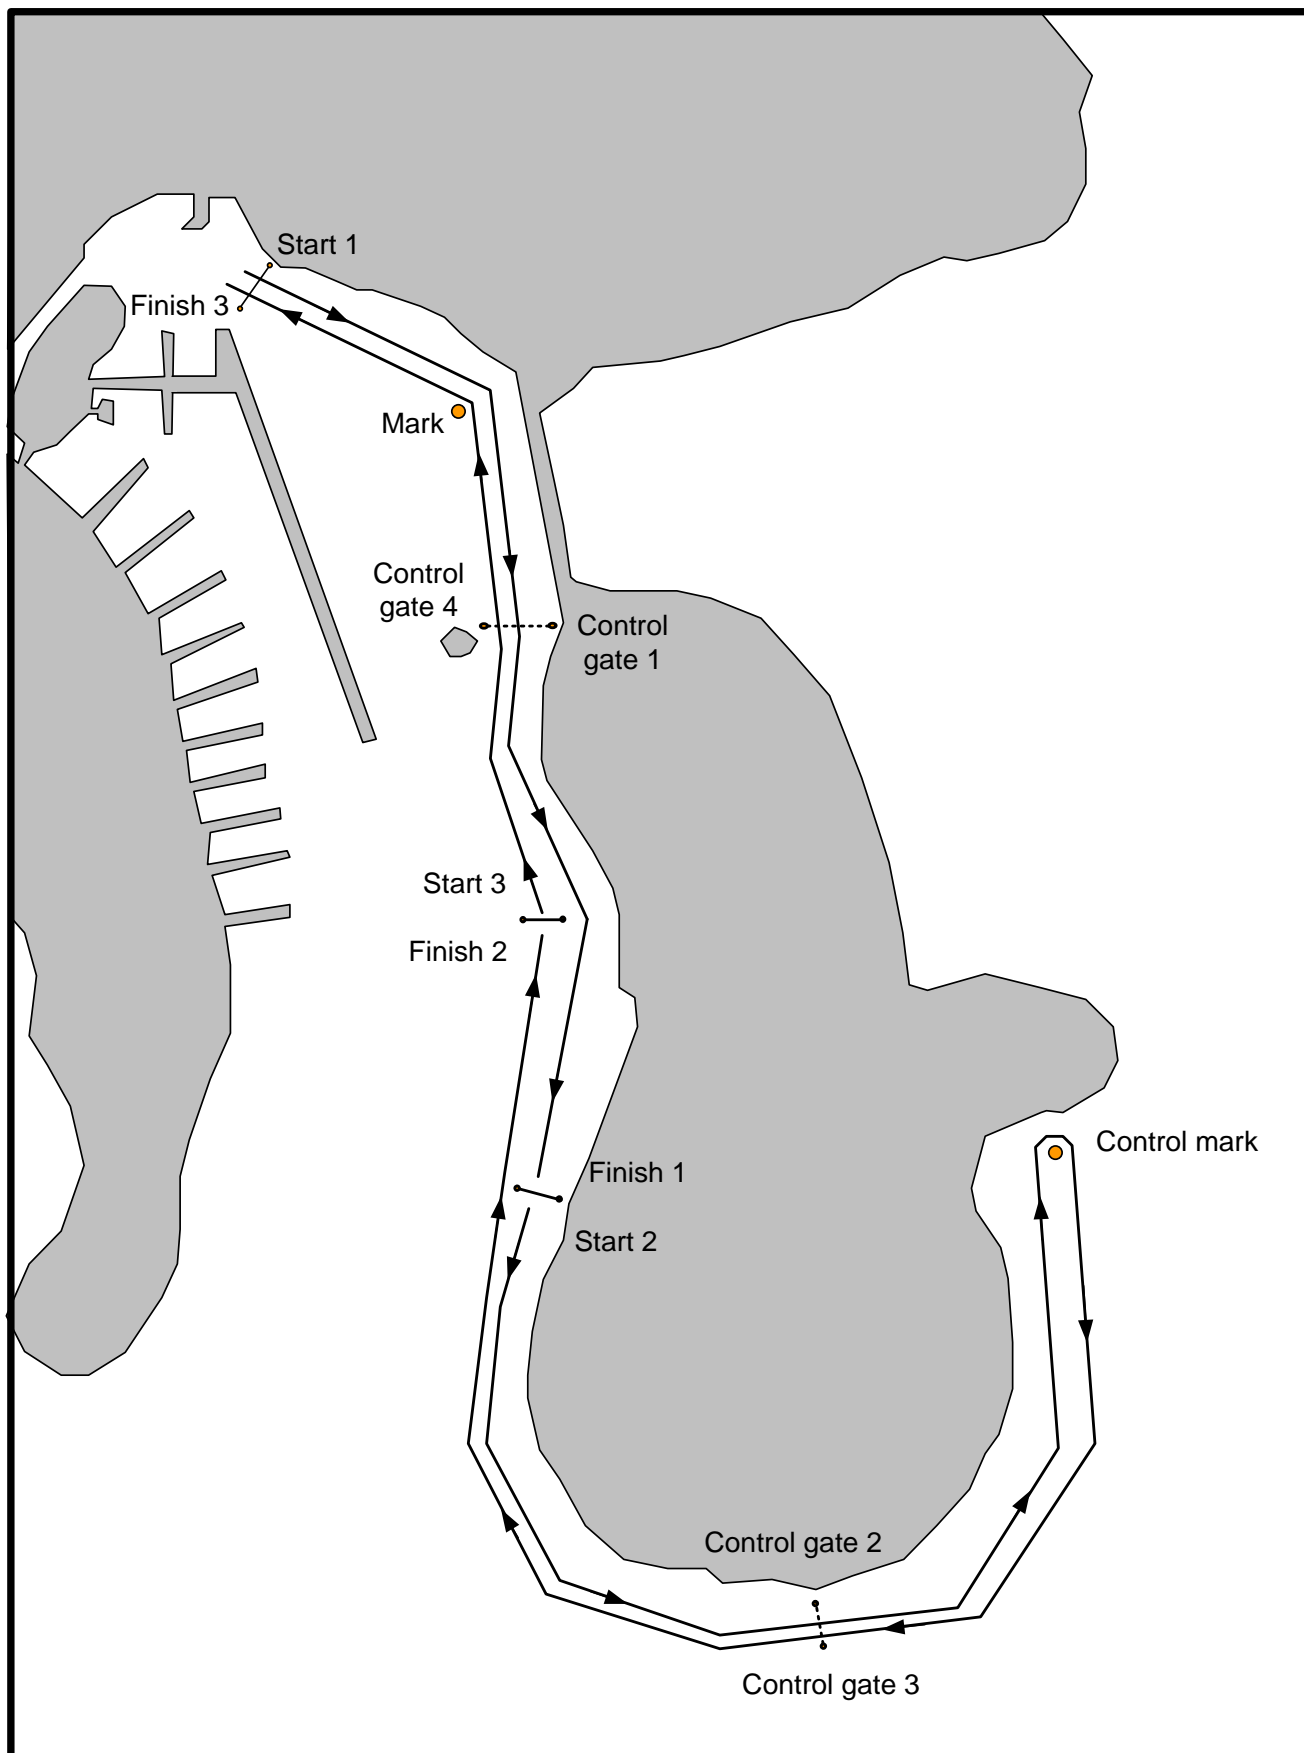 Start 1
Finish 3
Mark
Control
gate 4
Control
gate 1
Start 3
Finish 2
Control mark
Finish 1
Start 2
Control gate 2
Control gate 3